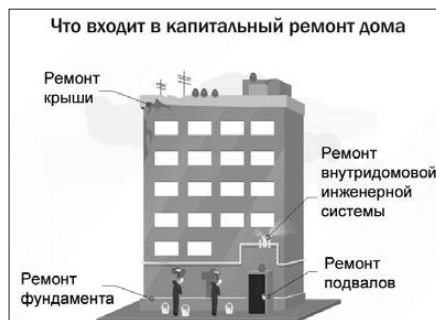 Что входит в капитальный ремонт дома
Ремонт
крыши
Ремонт
внутридомовой
инженерной
системы
Ремонт
фундамента
Ремонт
подвалов